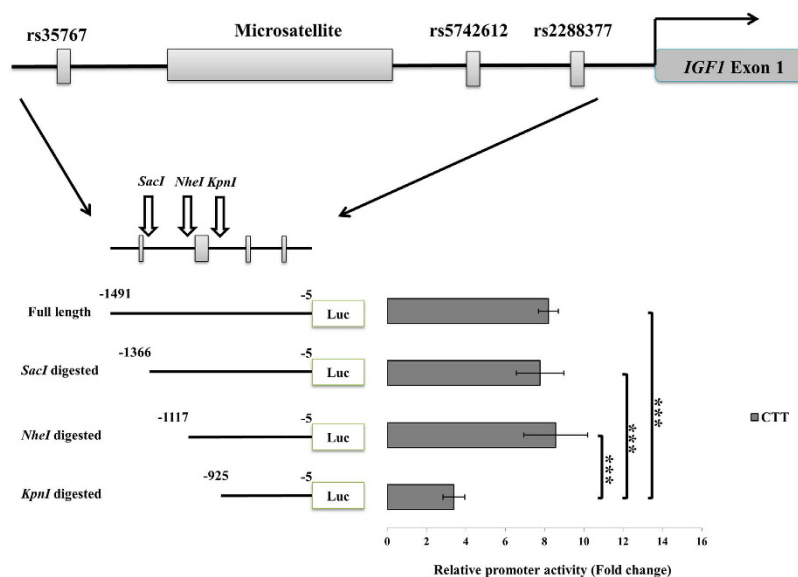 rs35767
Microsatellite
rs5742612
rs2288377
IGF1 Exon 1
SacI
NheI
KpnI
-1491
-5
Full length
Luc
-1366
-5
SacI digested
Luc
-1117
-5
NheI digested
Luc
-925
-5
KpnI digested
Luc
***
***
***
CTT
0 2 4 6 8 10 12 14 16
Relative promoter activity (Fold change)